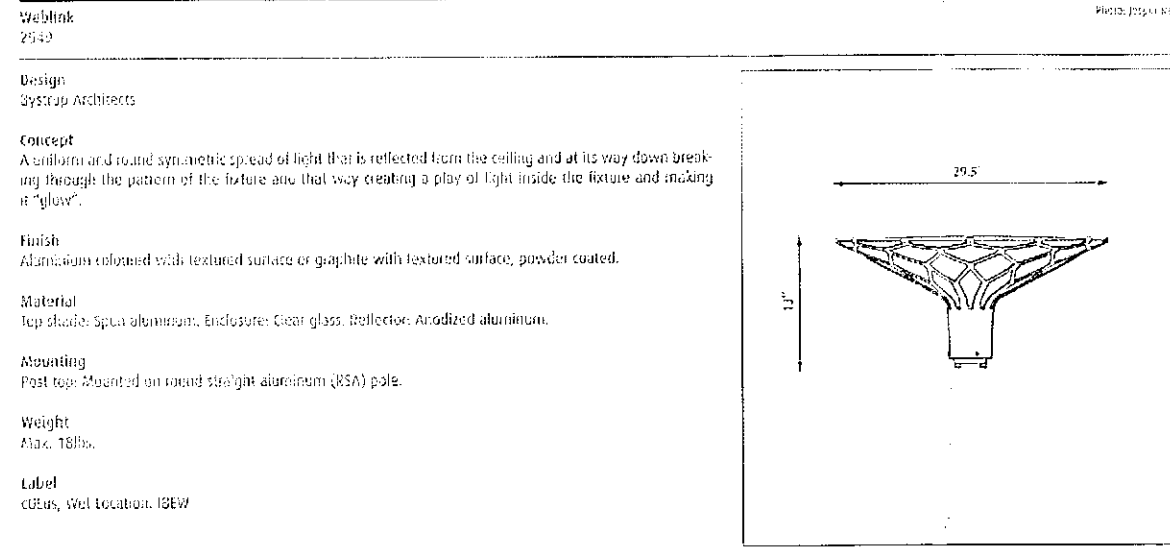 Weblink
2549
Photo: Jesper
Design
Bystrup Architects
Concept
A uniform and round symmetric spread of light that is reflected from the ceiling and at its way down break-
ing through the pattern of the fixture and that way creating a play of light inside the fixture and making
it "glow".
Finish
Aluminium coloured with textured surface or graphite with textured surface, powder coated.
Material
Top shade: Spun aluminum. Enclosure: Clear glass. Reflector: Anodized aluminum.
Mounting
Post top: Mounted on round straight aluminum (RSA) pole.
Weight
Max. 18lbs.
Label
cULus, Wet Location. IBEW
29.5"
13"